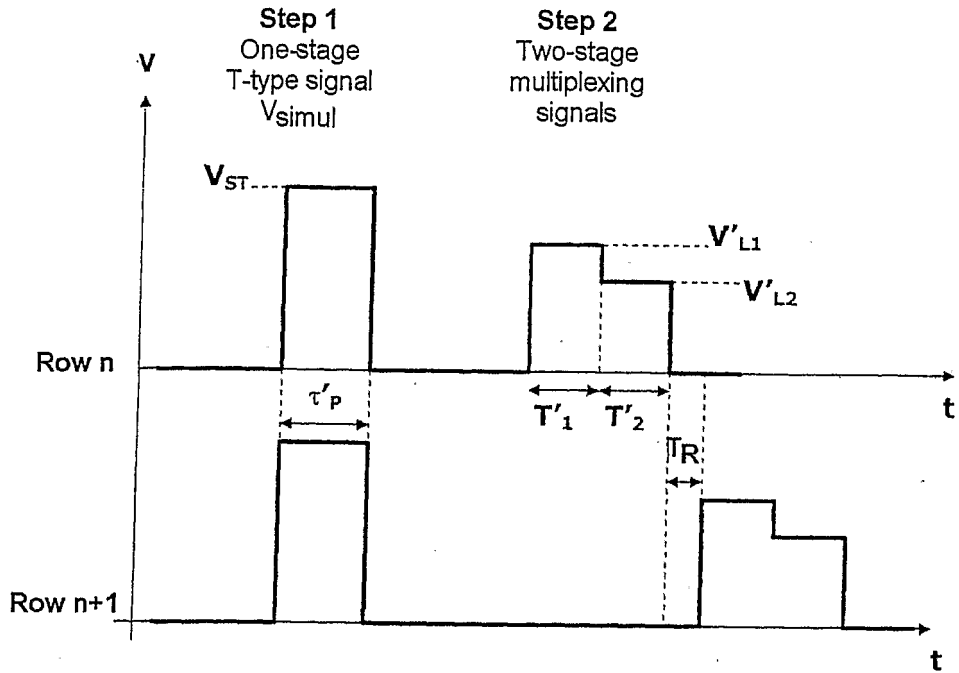 Step 1
One-stage
T-type signal
Vsimul
Step 2
Two-stage
multiplexing
signals
V
VST
V'L1
V'L2
Row n
τ'P
T'1
T'2
t
TR
Row n+1
t